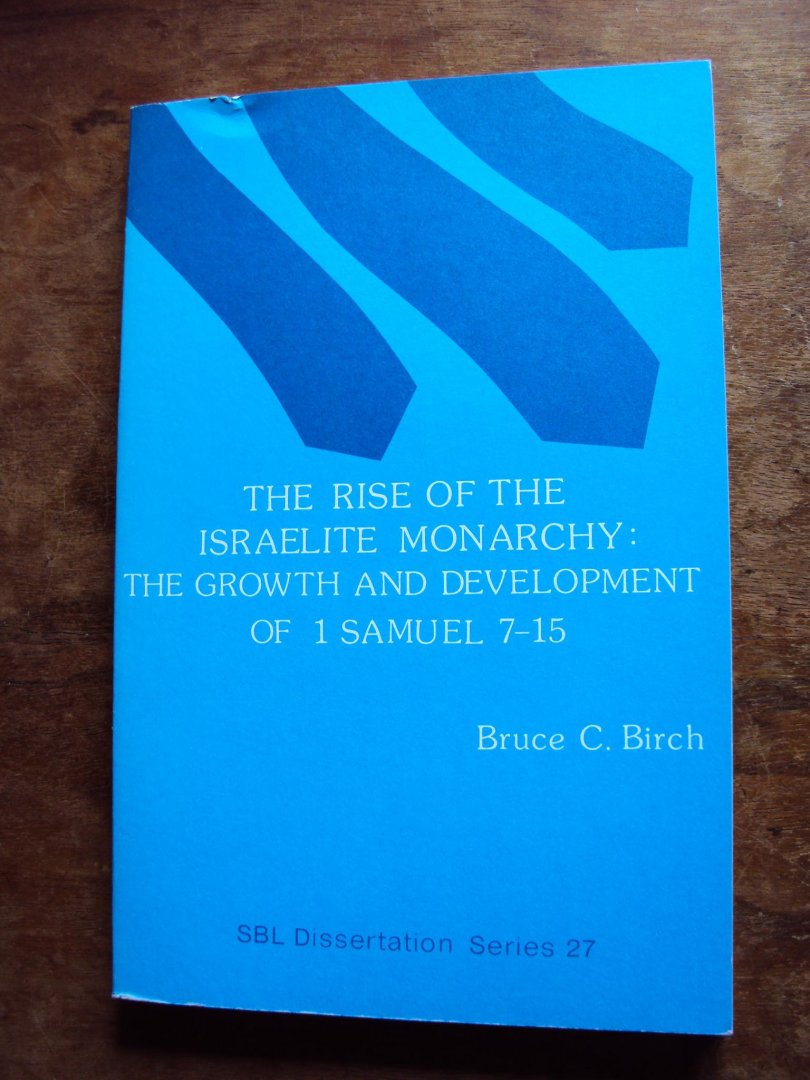 THE RISE OF THE
ISRAELITE MONARCHY:
THE GROWTH AND DEVELOPMENT
OF 1 SAMUEL 7–15
Bruce C. Birch
SBL Dissertation Series 27